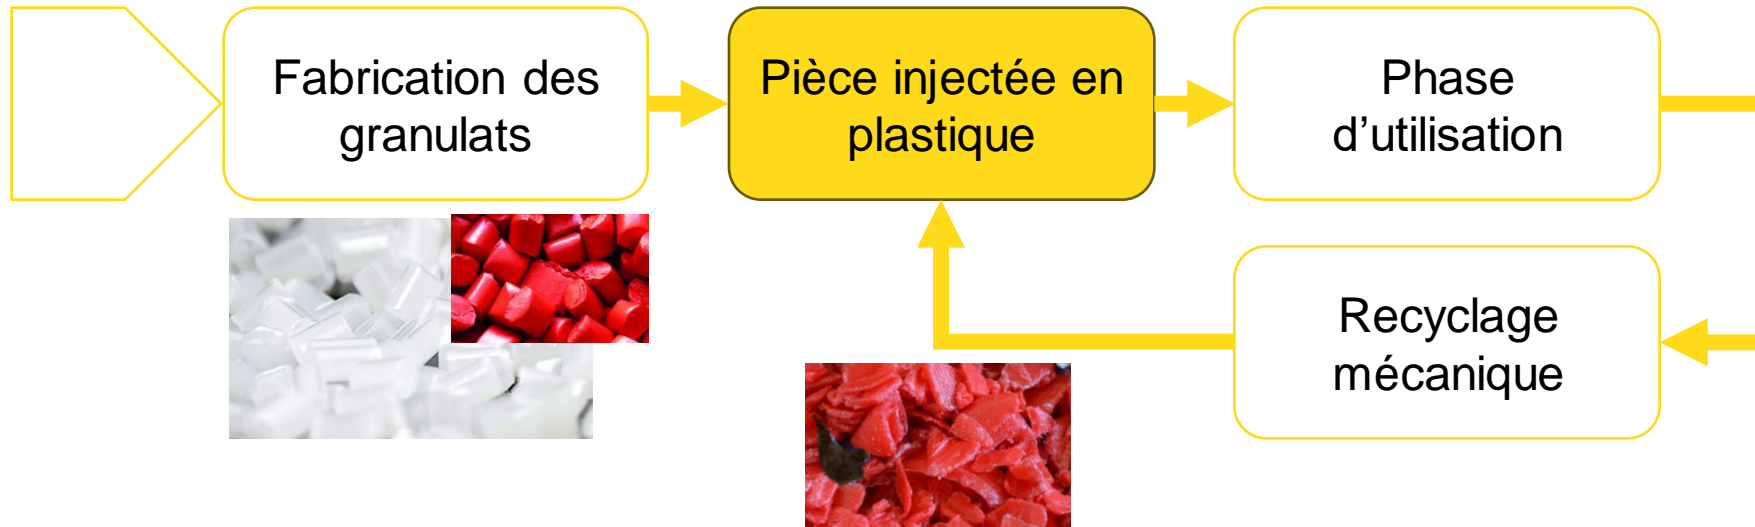 Fabrication des
granulats
Pièce injectée en
plastique
Phase
d’utilisation
Recyclage
mécanique